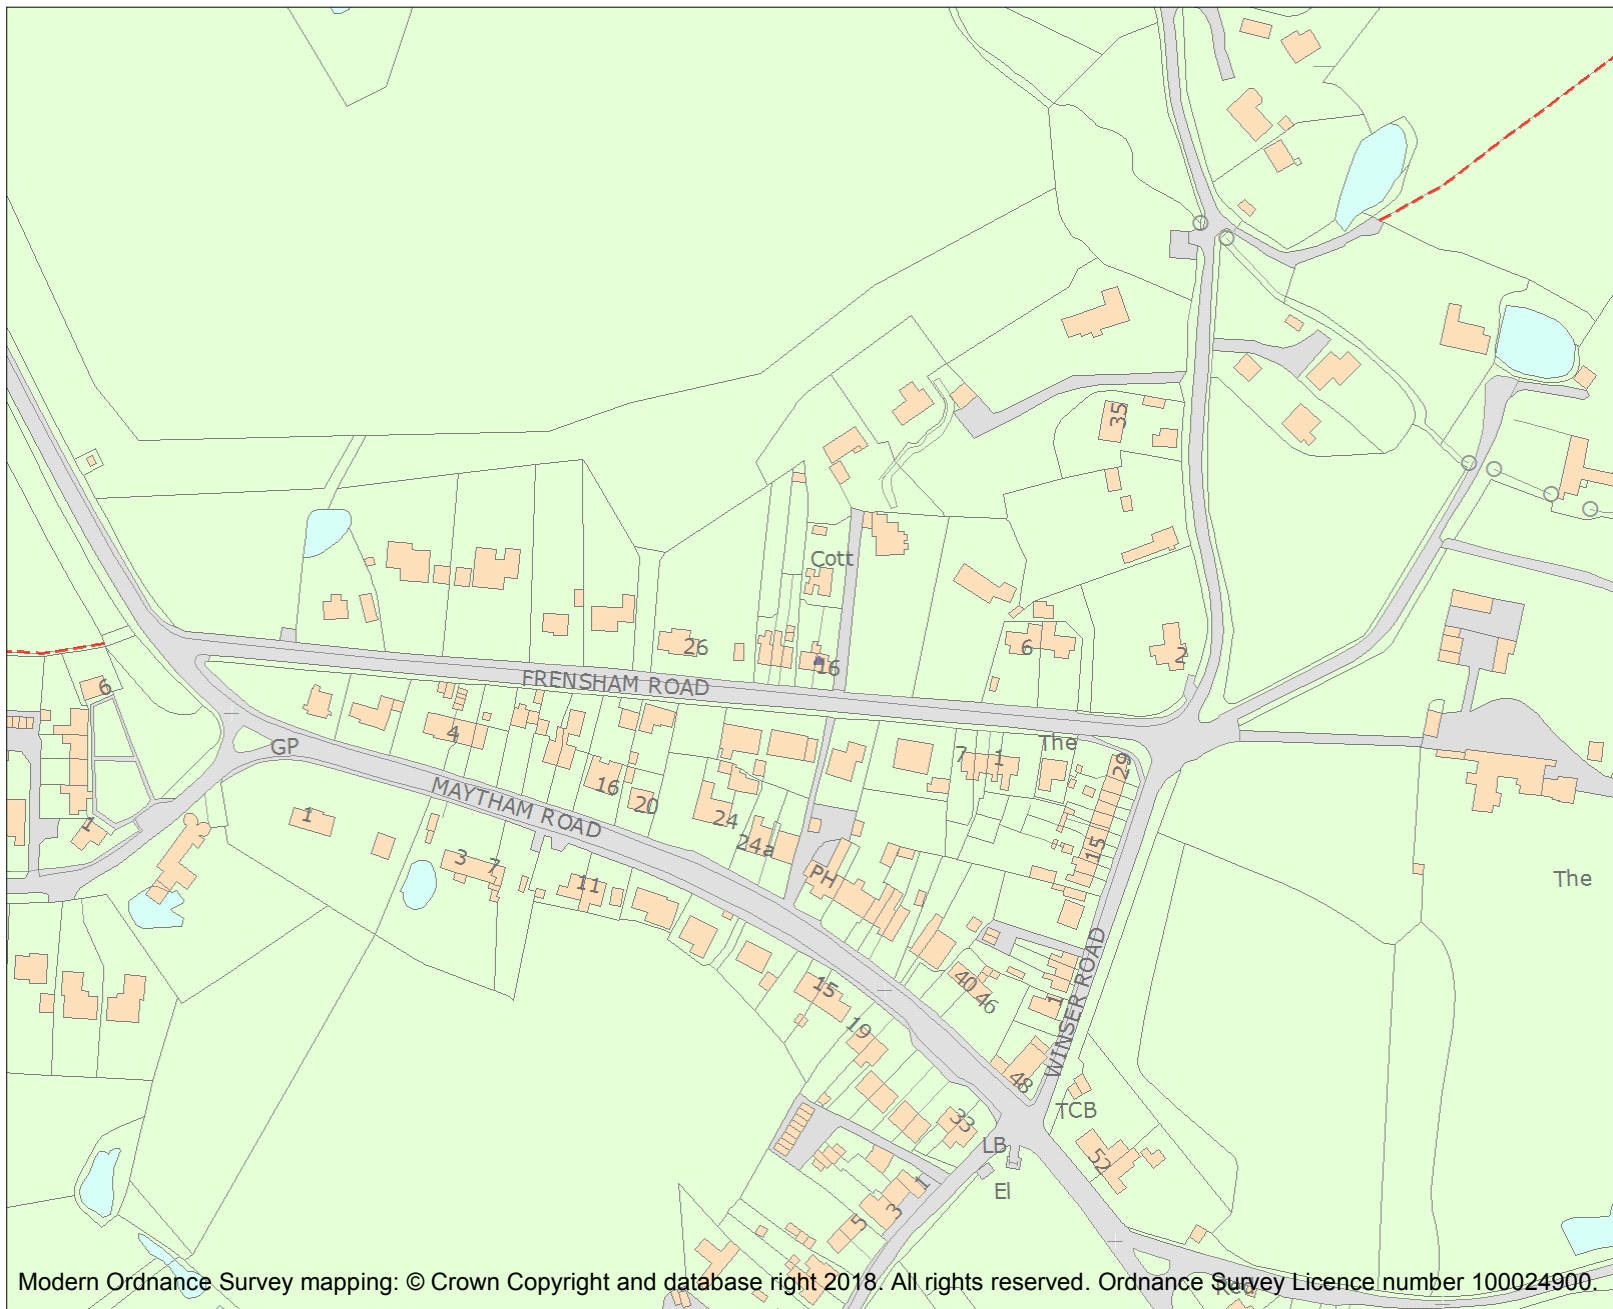 35
Cott
26
16
6
2
FRENSHAM ROAD
6
4
GP
7
1
The
29
MAYTHAM ROAD
16
20
24
24a
15
1
1
3
7
11
PH
The
WINSER ROAD
15
40
46
1
19
48
33
TCB
LB
52
El
1
3
5
Modern Ordnance Survey mapping: © Crown Copyright and database right 2018. All rights reserved. Ordnance Survey Licence number 100024900.